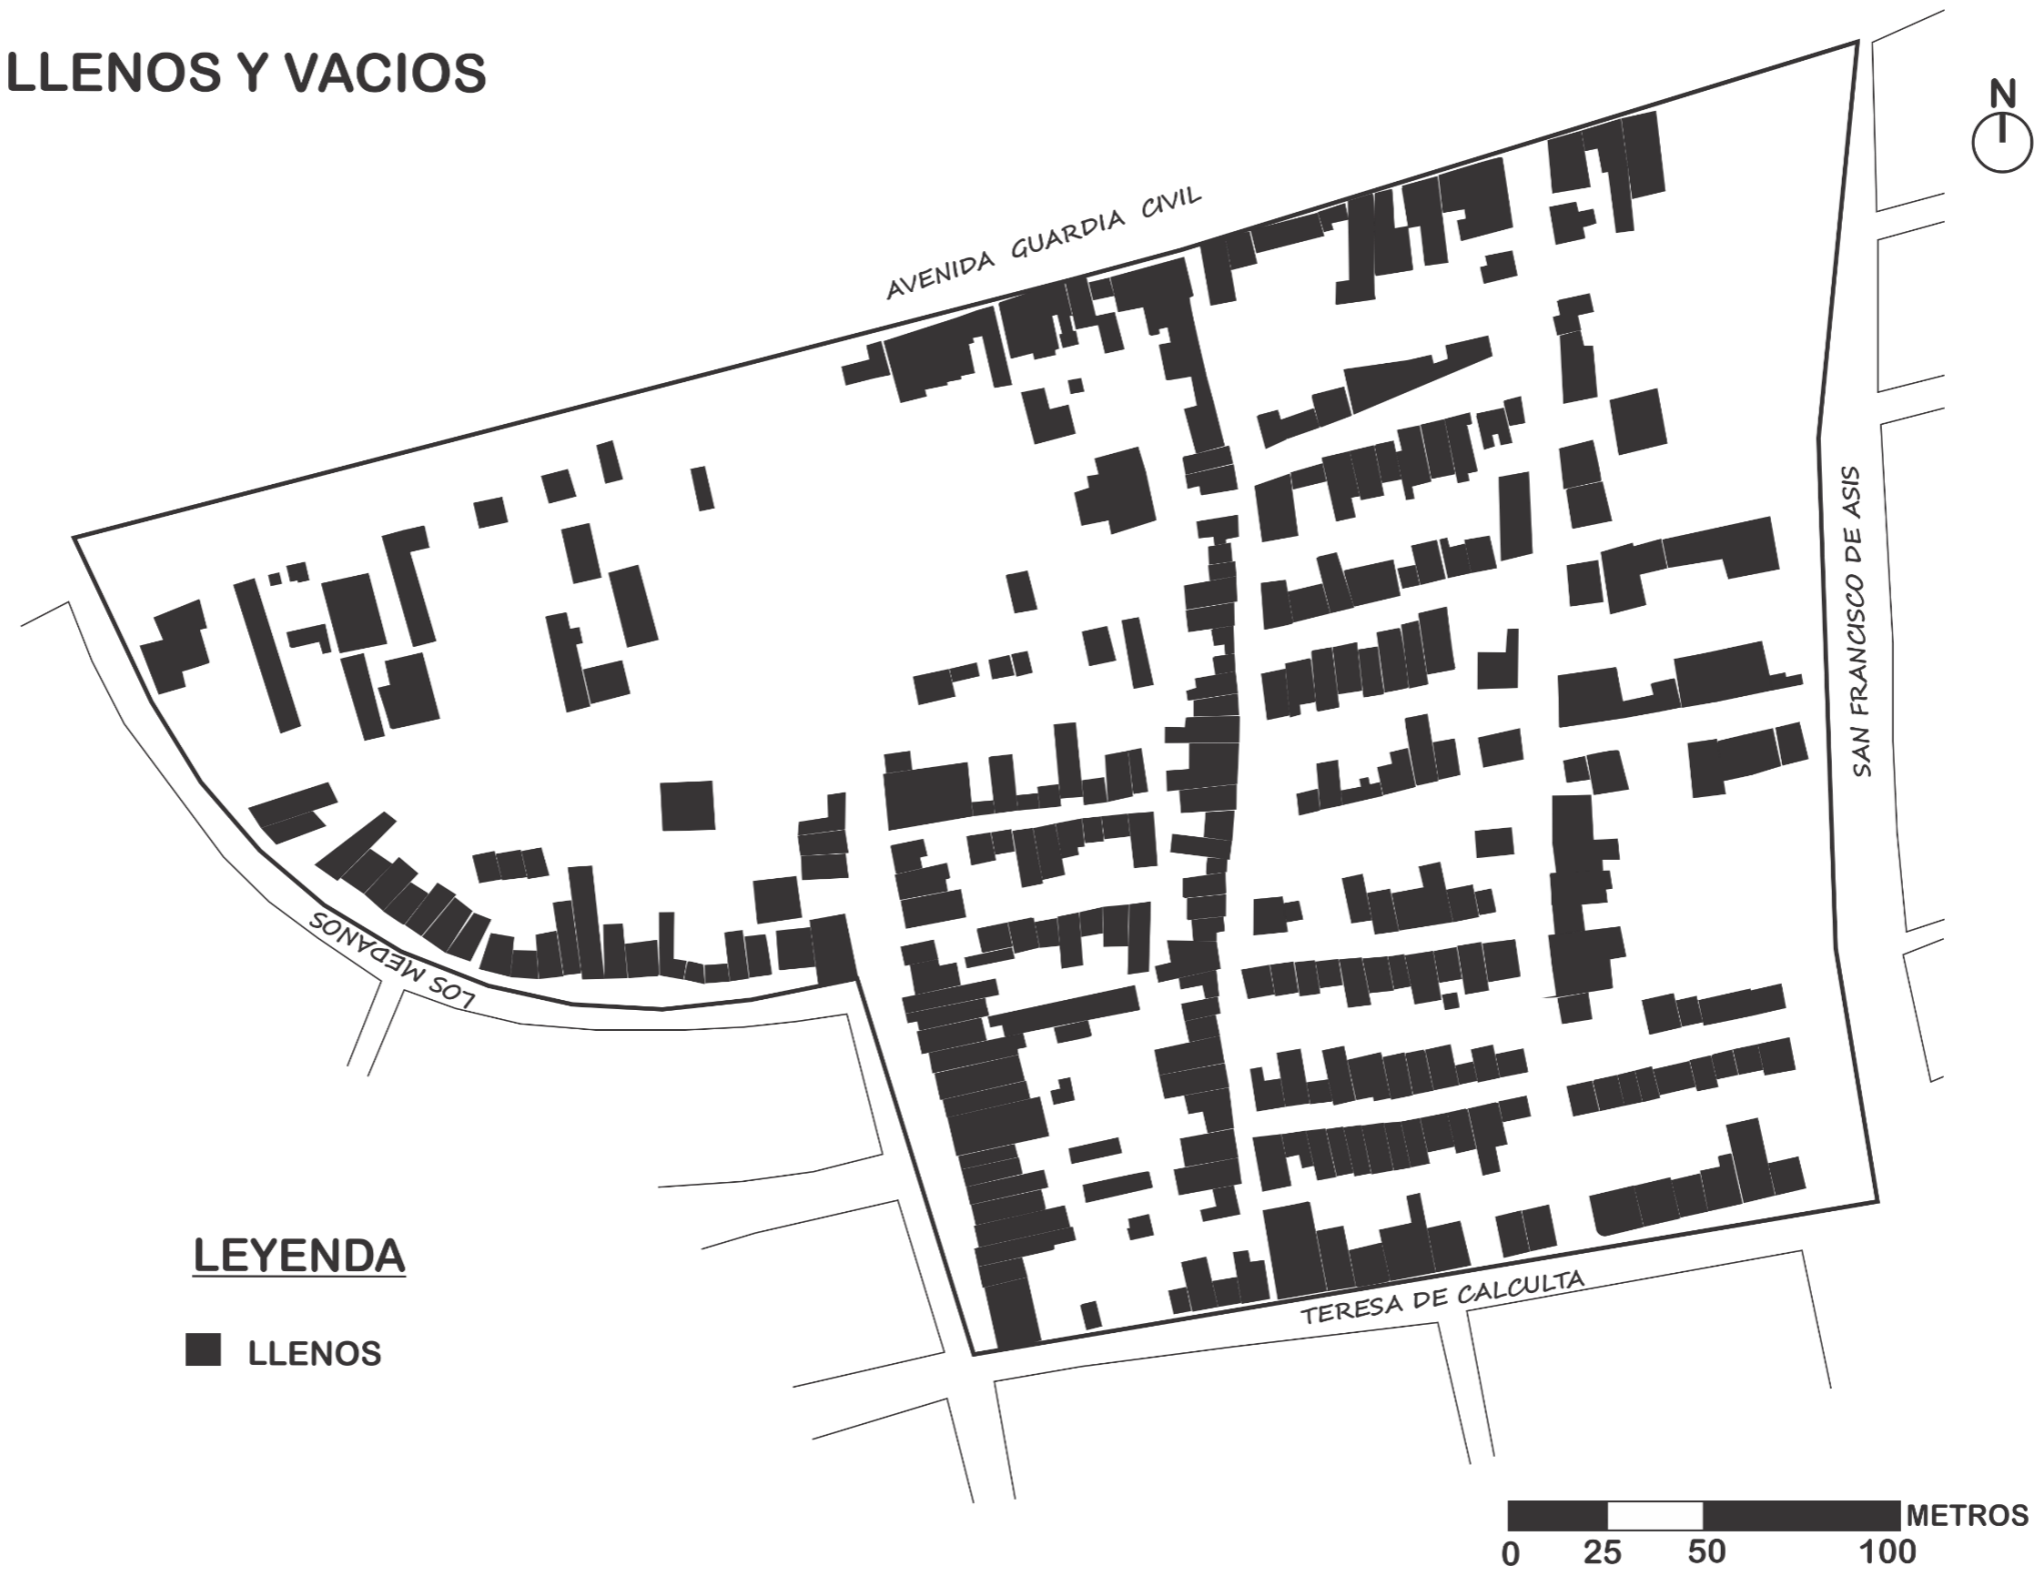 LLENOS Y VACIOS
N
AVENIDA GUARDIA CIVIL
SAN FRANCISCO DE ASIS
LOS MEDANOS
LEYENDA
TERESA DE CALCULTA
LLENOS
METROS
0 25 50 100